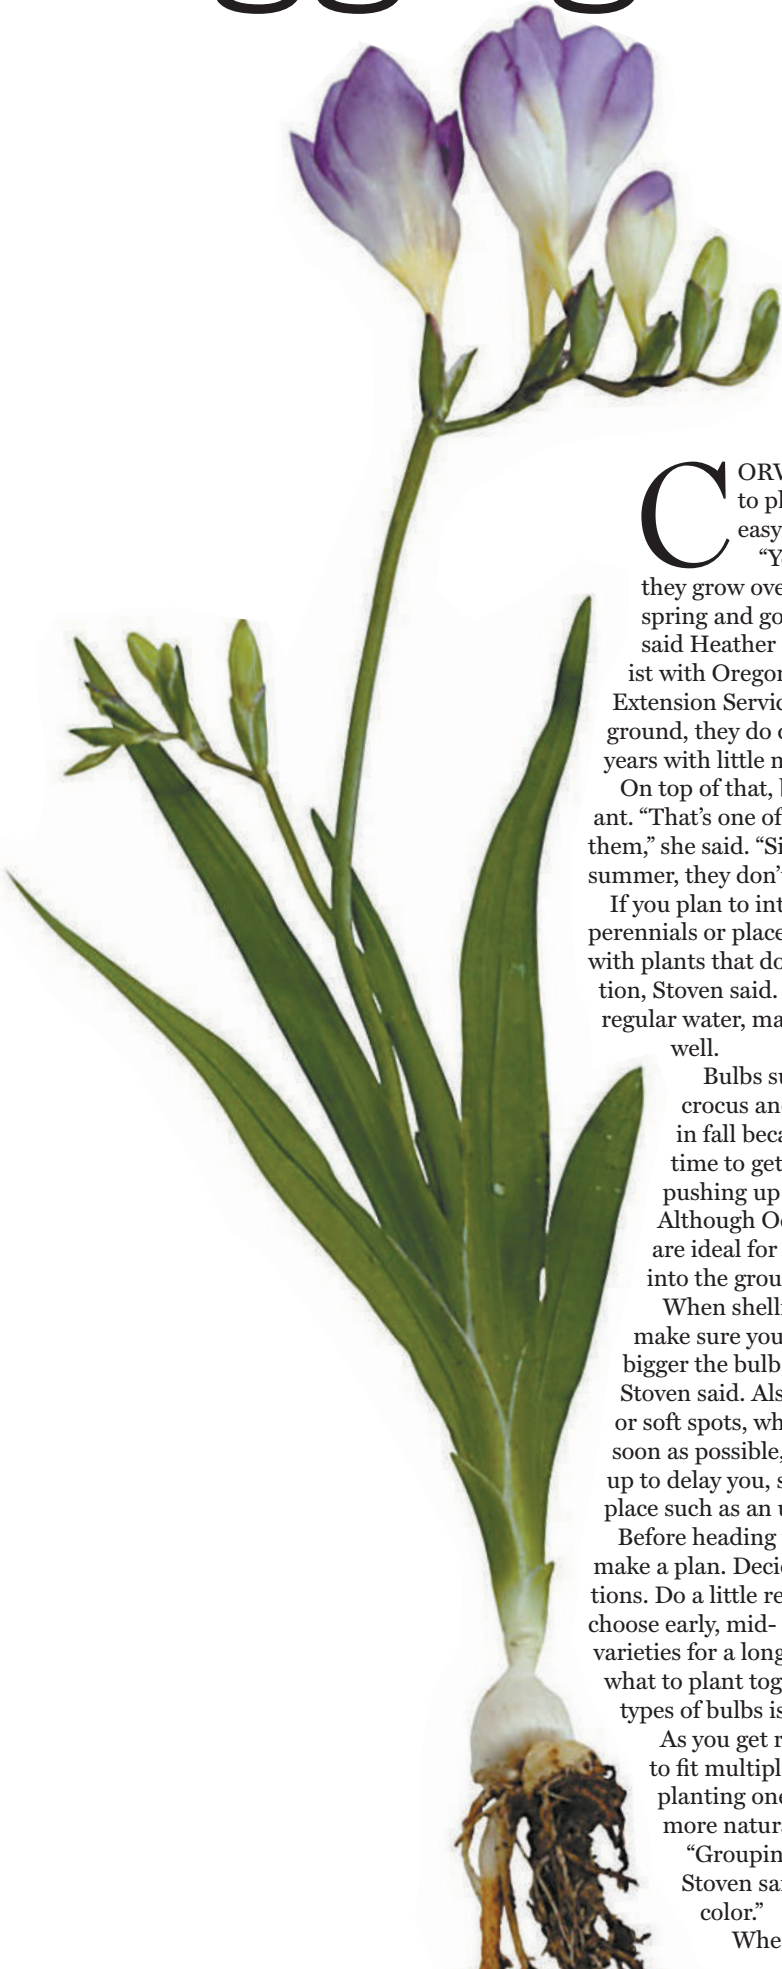 CORV
to pl
easy
“Y
they grow ove
spring and go
said Heather
ist with Oregon
Extension Servic
ground, they do
years with little m
On top of that,
ant. “That’s one of
them,” she said. “Si
summer, they don’
If you plan to int
perennials or place
with plants that do
tion, Stoven said.
regular water, ma
well.
Bulbs su
crocus and
in fall beca
time to get
pushing up
Although Oc
are ideal for
into the grou
When shell
make sure you
bigger the bulb
Stoven said. Als
or soft spots, wh
soon as possible,
up to delay you, s
place such as an u
Before heading
make a plan. Decid
tions. Do a little re
choose early, mid-
varieties for a long
what to plant tog
types of bulbs is
As you get r
to fit multipl
planting one
more natura
“Groupin
Stoven sai
color.”
Whe